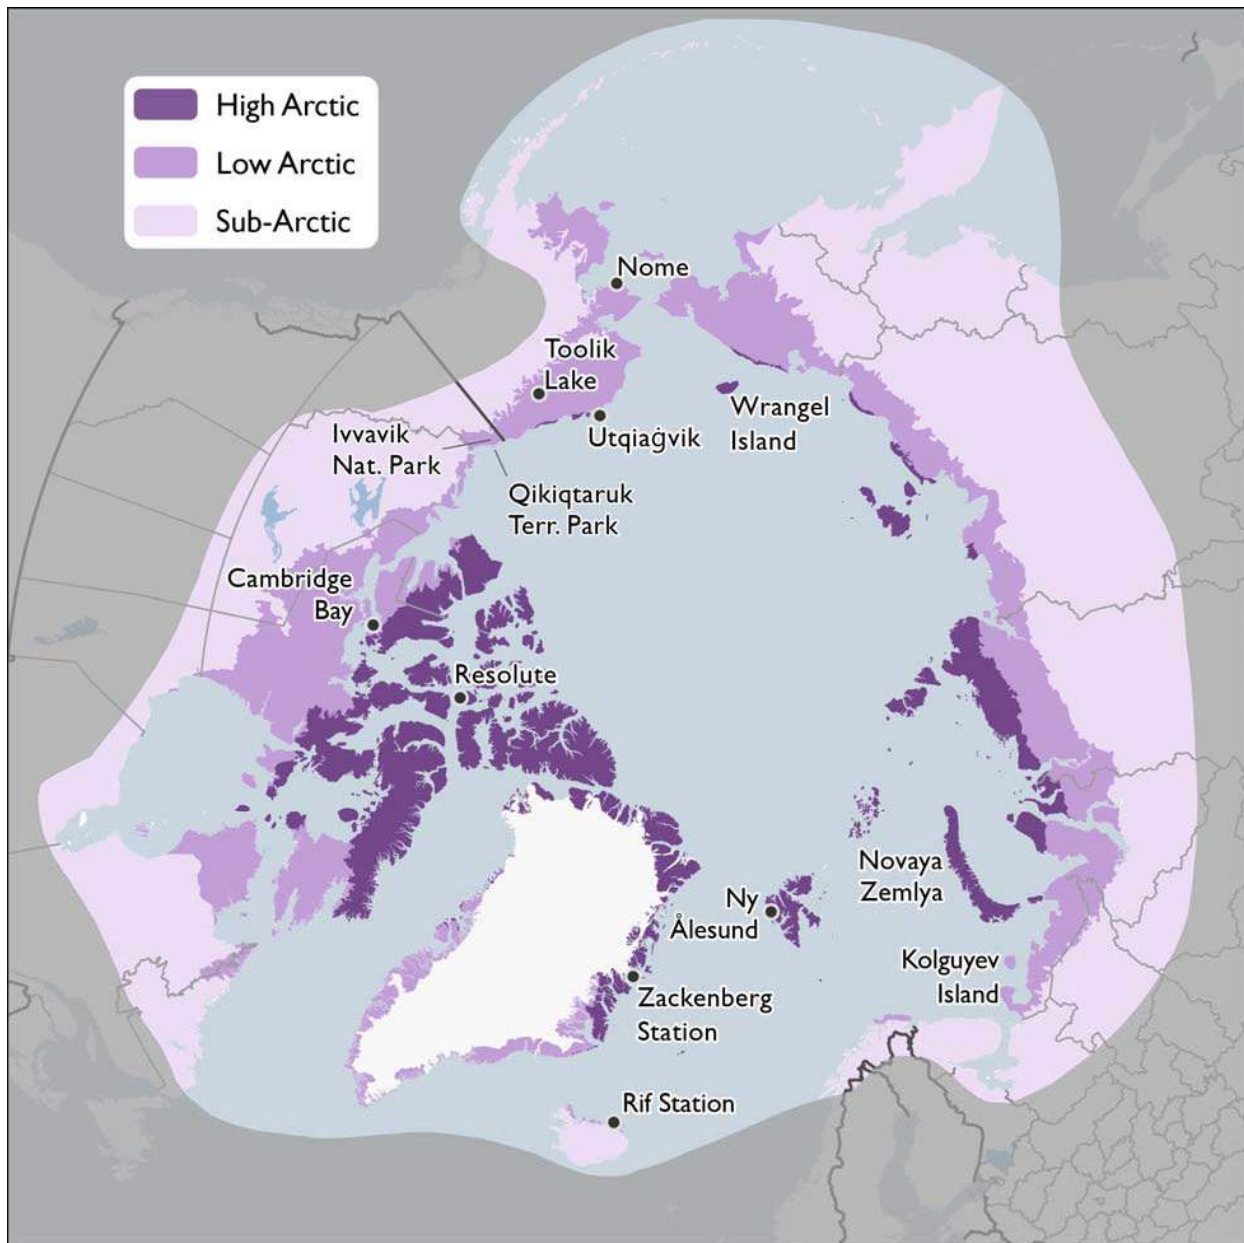 High Arctic
Low Arctic
Sub-Arctic
Nome
Toolik
Lake
Wrangel
Island
Utqiaġvik
Ivvavik
Nat. Park
Qikiqtaruk
Terr. Park
Cambridge
Bay
Resolute
Novaya
Zemlya
Ny
Ålesund
Kolguyev
Island
Zackenberg
Station
Rif Station